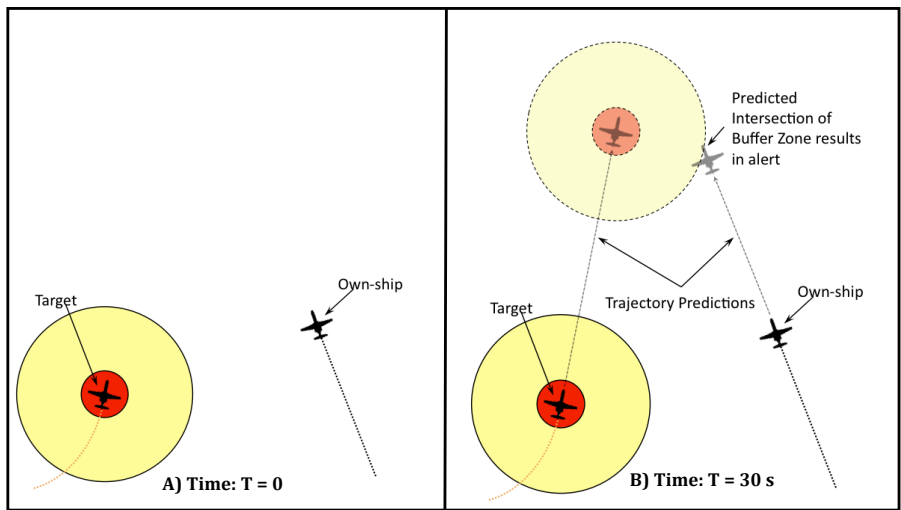 Own-ship
Target
A) Time: T = 0
Predicted
Intersection of
Buffer Zone results
in alert
Own-ship
Trajectory Predictions
Target
B) Time: T = 30 s